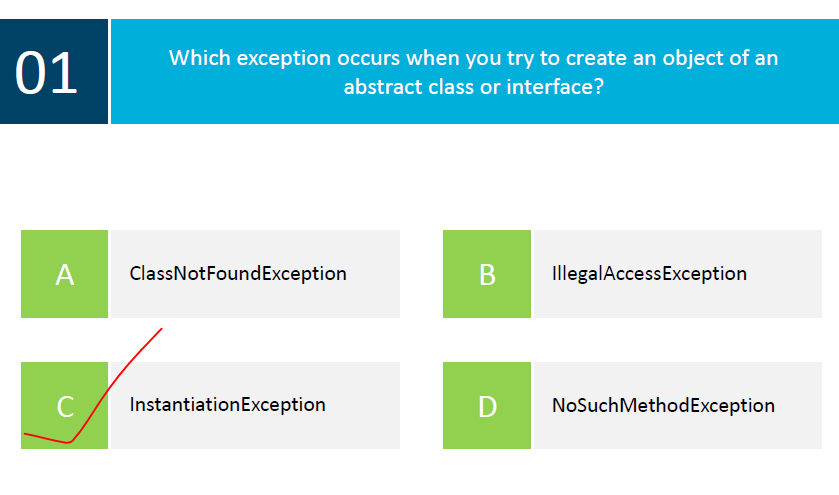 01
Which exception occurs when you try to create an object of an
abstract class or interface?
A
ClassNotFoundException
B
IllegalAccessException
C
InstantiationException
D
NoSuchMethodException